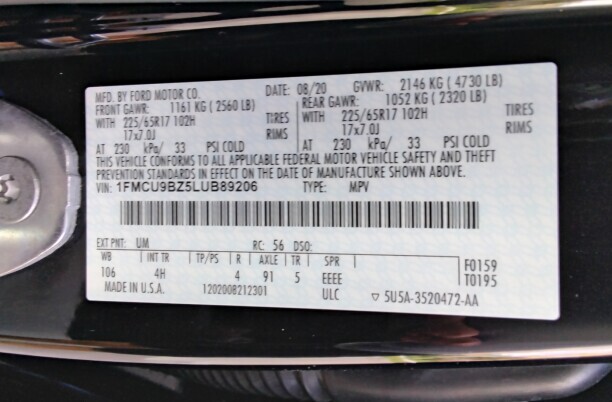 MFD. BY FORD MOTOR CO. DATE: 08/20 GVWR: 2146 KG ( 4730 LB)
FRONT GAWR: 1161 KG ( 2560 LB) REAR GAWR: 1052 KG ( 2320 LB)
WITH 225/65R17 102H TIRES WITH 225/65R17 102H TIRES
17x7.0J RIMS 17x7.0J RIMS
AT 230 kPa/ 33 PSI COLD AT 230 kPa/ 33 PSI COLD
THIS VEHICLE CONFORMS TO ALL APPLICABLE FEDERAL MOTOR VEHICLE SAFETY AND THEFT
PREVENTION STANDARDS IN EFFECT ON THE DATE OF MANUFACTURE SHOWN ABOVE.
VIN: 1FMCU9BZ5LUB89206 TYPE: MPV
EXT PNT: UM RC: 56 DSO:
WB INT TR TP/PS R AXLE TR SPR F0159
106 4H 4 91 5 EEEE T0195
MADE IN U.S.A. 1202008212301 ULC ▽ 5U5A-3520472-AA